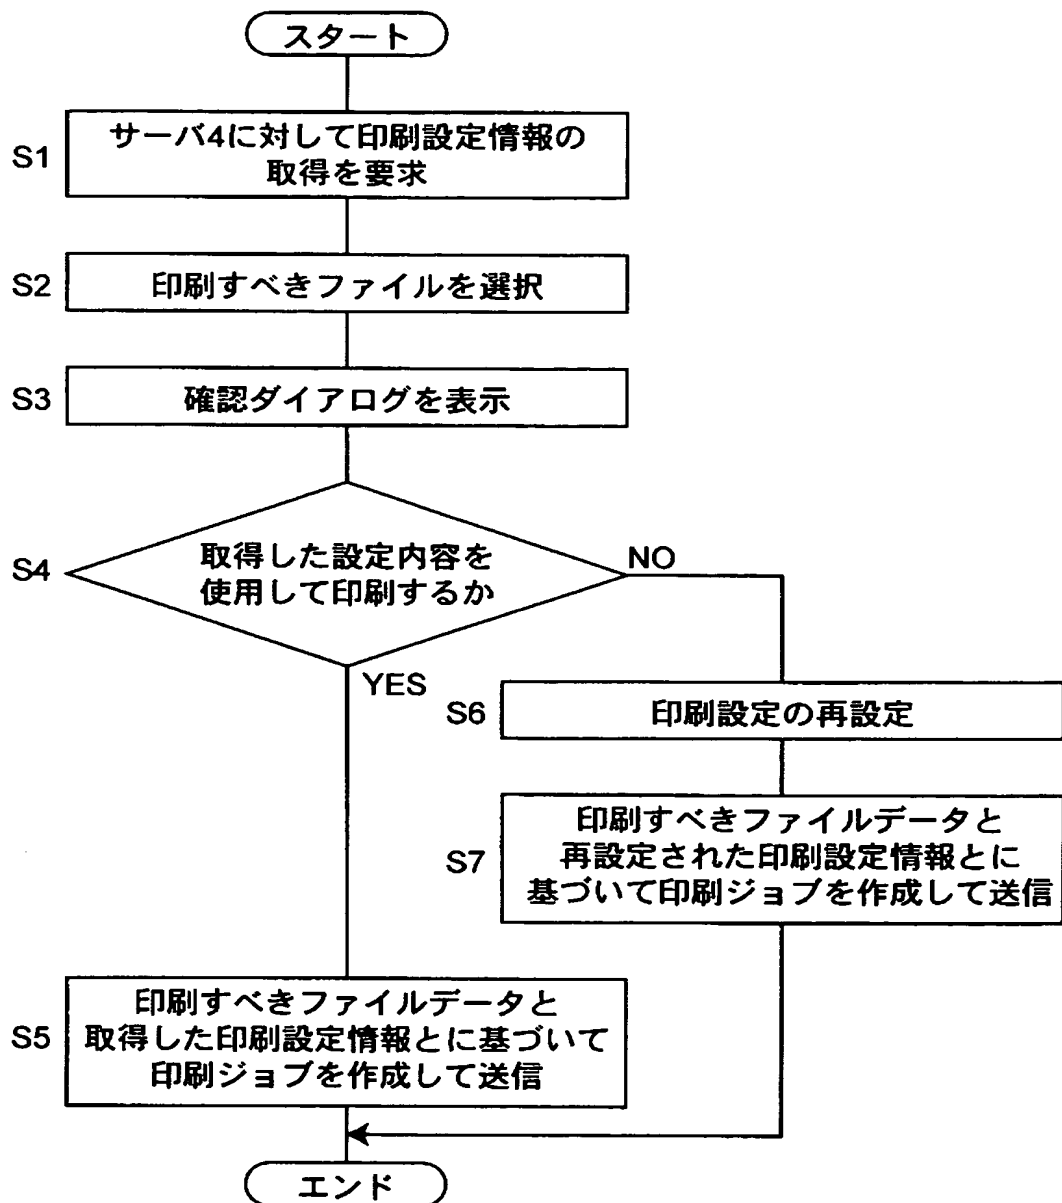 スタート
S1
サーバ4に対して印刷設定情報の
取得を要求
S2
印刷すべきファイルを選択
S3
確認ダイアログを表示
S4
取得した設定内容を
使用して印刷するか
NO
YES
S6
印刷設定の再設定
S7
印刷すべきファイルデータと
再設定された印刷設定情報とに
基づいて印刷ジョブを作成して送信
S5
印刷すべきファイルデータと
取得した印刷設定情報とに基づいて
印刷ジョブを作成して送信
エンド